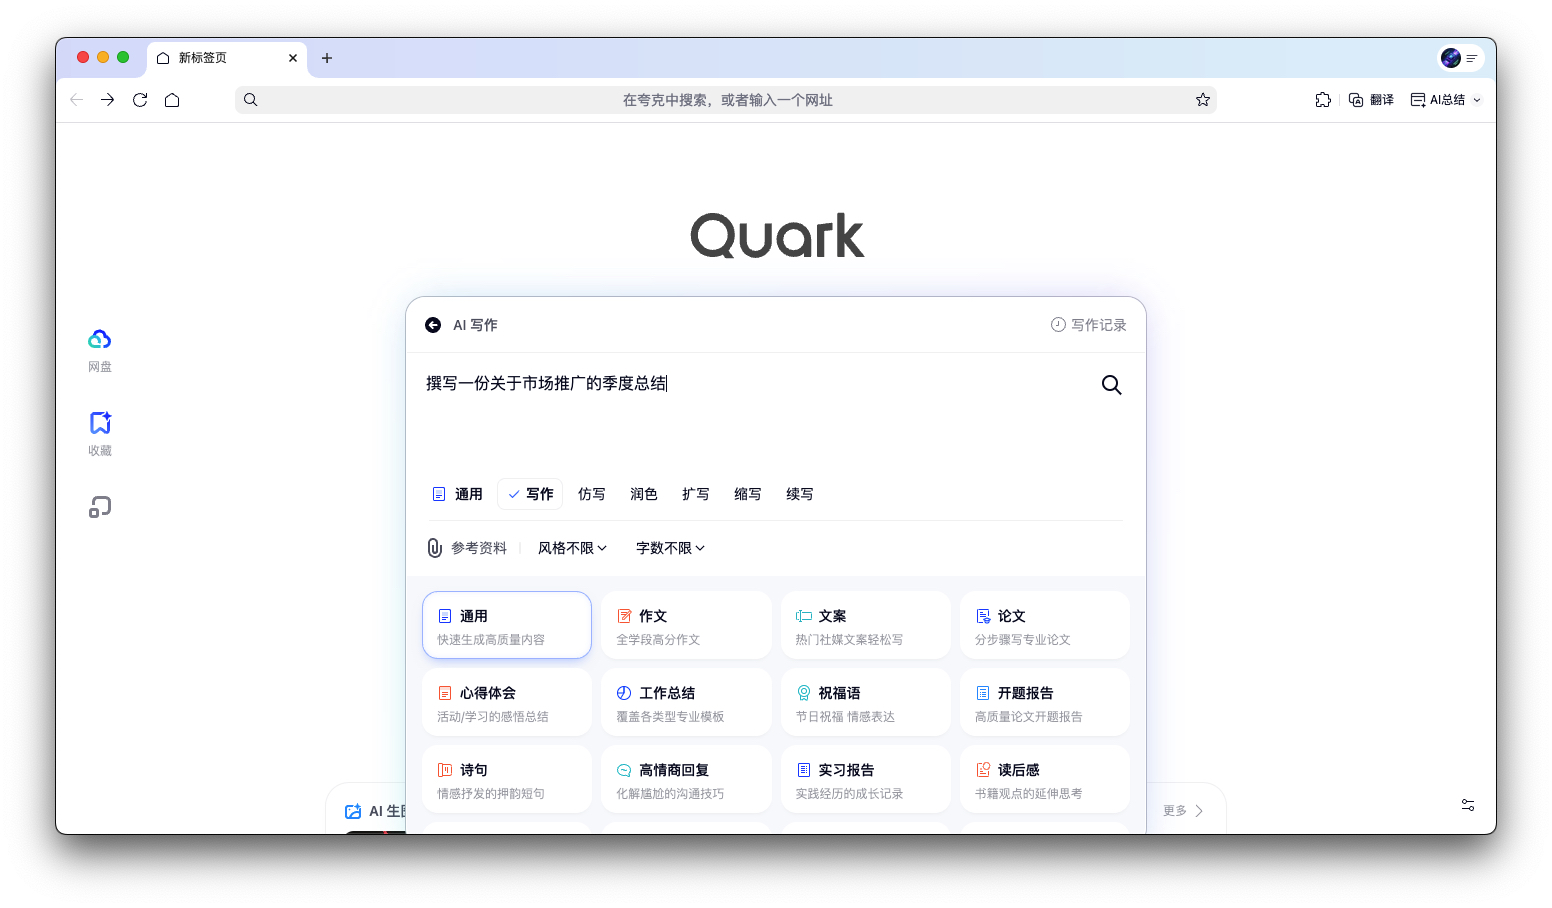 新标签页
在夸克中搜索，或者输入一个网址
翻译
AI总结
Quark
网盘
收藏
AI 写作
写作记录
撰写一份关于市场推广的季度总结
通用 写作 仿写 润色 扩写 缩写 续写
参考资料 风格不限 字数不限
通用
快速生成高质量内容
作文
全学段高分作文
文案
热门社媒文案轻松写
论文
分步骤写专业论文
心得体会
活动/学习的感悟总结
工作总结
覆盖各类型专业模板
祝福语
节日祝福 情感表达
开题报告
高质量论文开题报告
诗句
情感抒发的押韵短句
高情商回复
化解尴尬的沟通技巧
实习报告
实践经历的成长记录
读后感
书籍观点的延伸思考
AI 生
更多